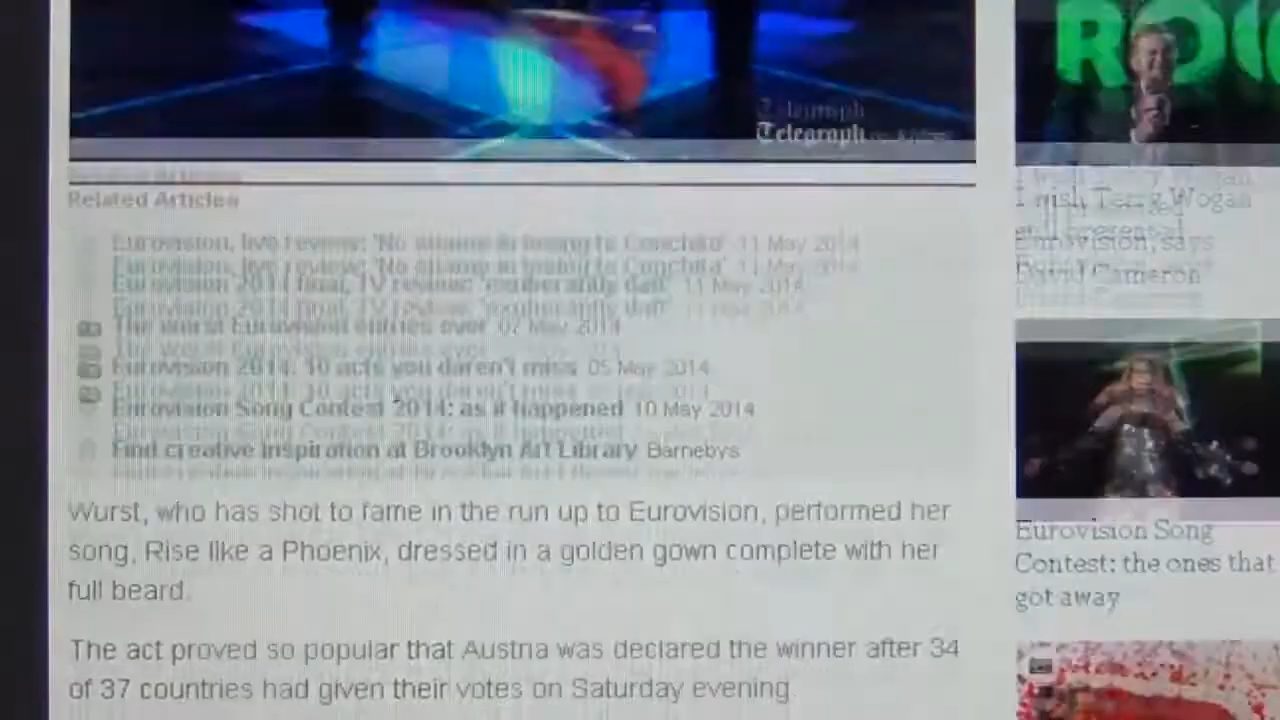 Telegraph
Related Articles
Eurovision, live review: 'No shame in losing to Conchita' 11 May 2014
Eurovision 2014 final, TV review: 'exuberantly daft' 11 May 2014
The worst Eurovision entries ever 07 May 2014
Eurovision 2014: 10 acts you daren't miss 05 May 2014
Eurovision Song Contest 2014: as it happened 10 May 2014
Find creative inspiration at Brooklyn Art Library Barnebys
Wurst, who has shot to fame in the run up to Eurovision, performed her
song, Rise like a Phoenix, dressed in a golden gown complete with her
full beard.
The act proved so popular that Austria was declared the winner after 34
of 37 countries had given their votes on Saturday evening.
I wish Terry Wogan
still presented
Eurovision, says
David Cameron
Eurovision Song
Contest: the ones that
got away